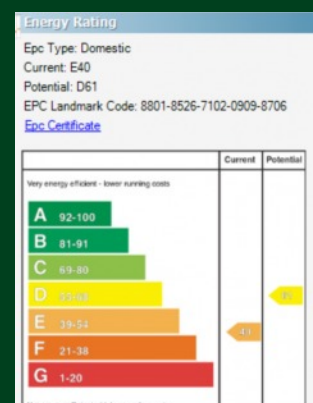 Energy Rating
Epc Type: Domestic
Current: E40
Potential: D61
EPC Landmark Code: 8801-8526-7102-0909-8706
Epc Certificate
Current Potential
Very energy efficient - lower running costs
A 92-100
B 81-91
C 69-80
D 55-68
E 39-54
F 21-38
G 1-20